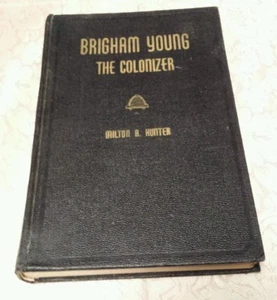 BRIGHAM YOUNG
THE COLONIZER
MILTON R. HUNTER